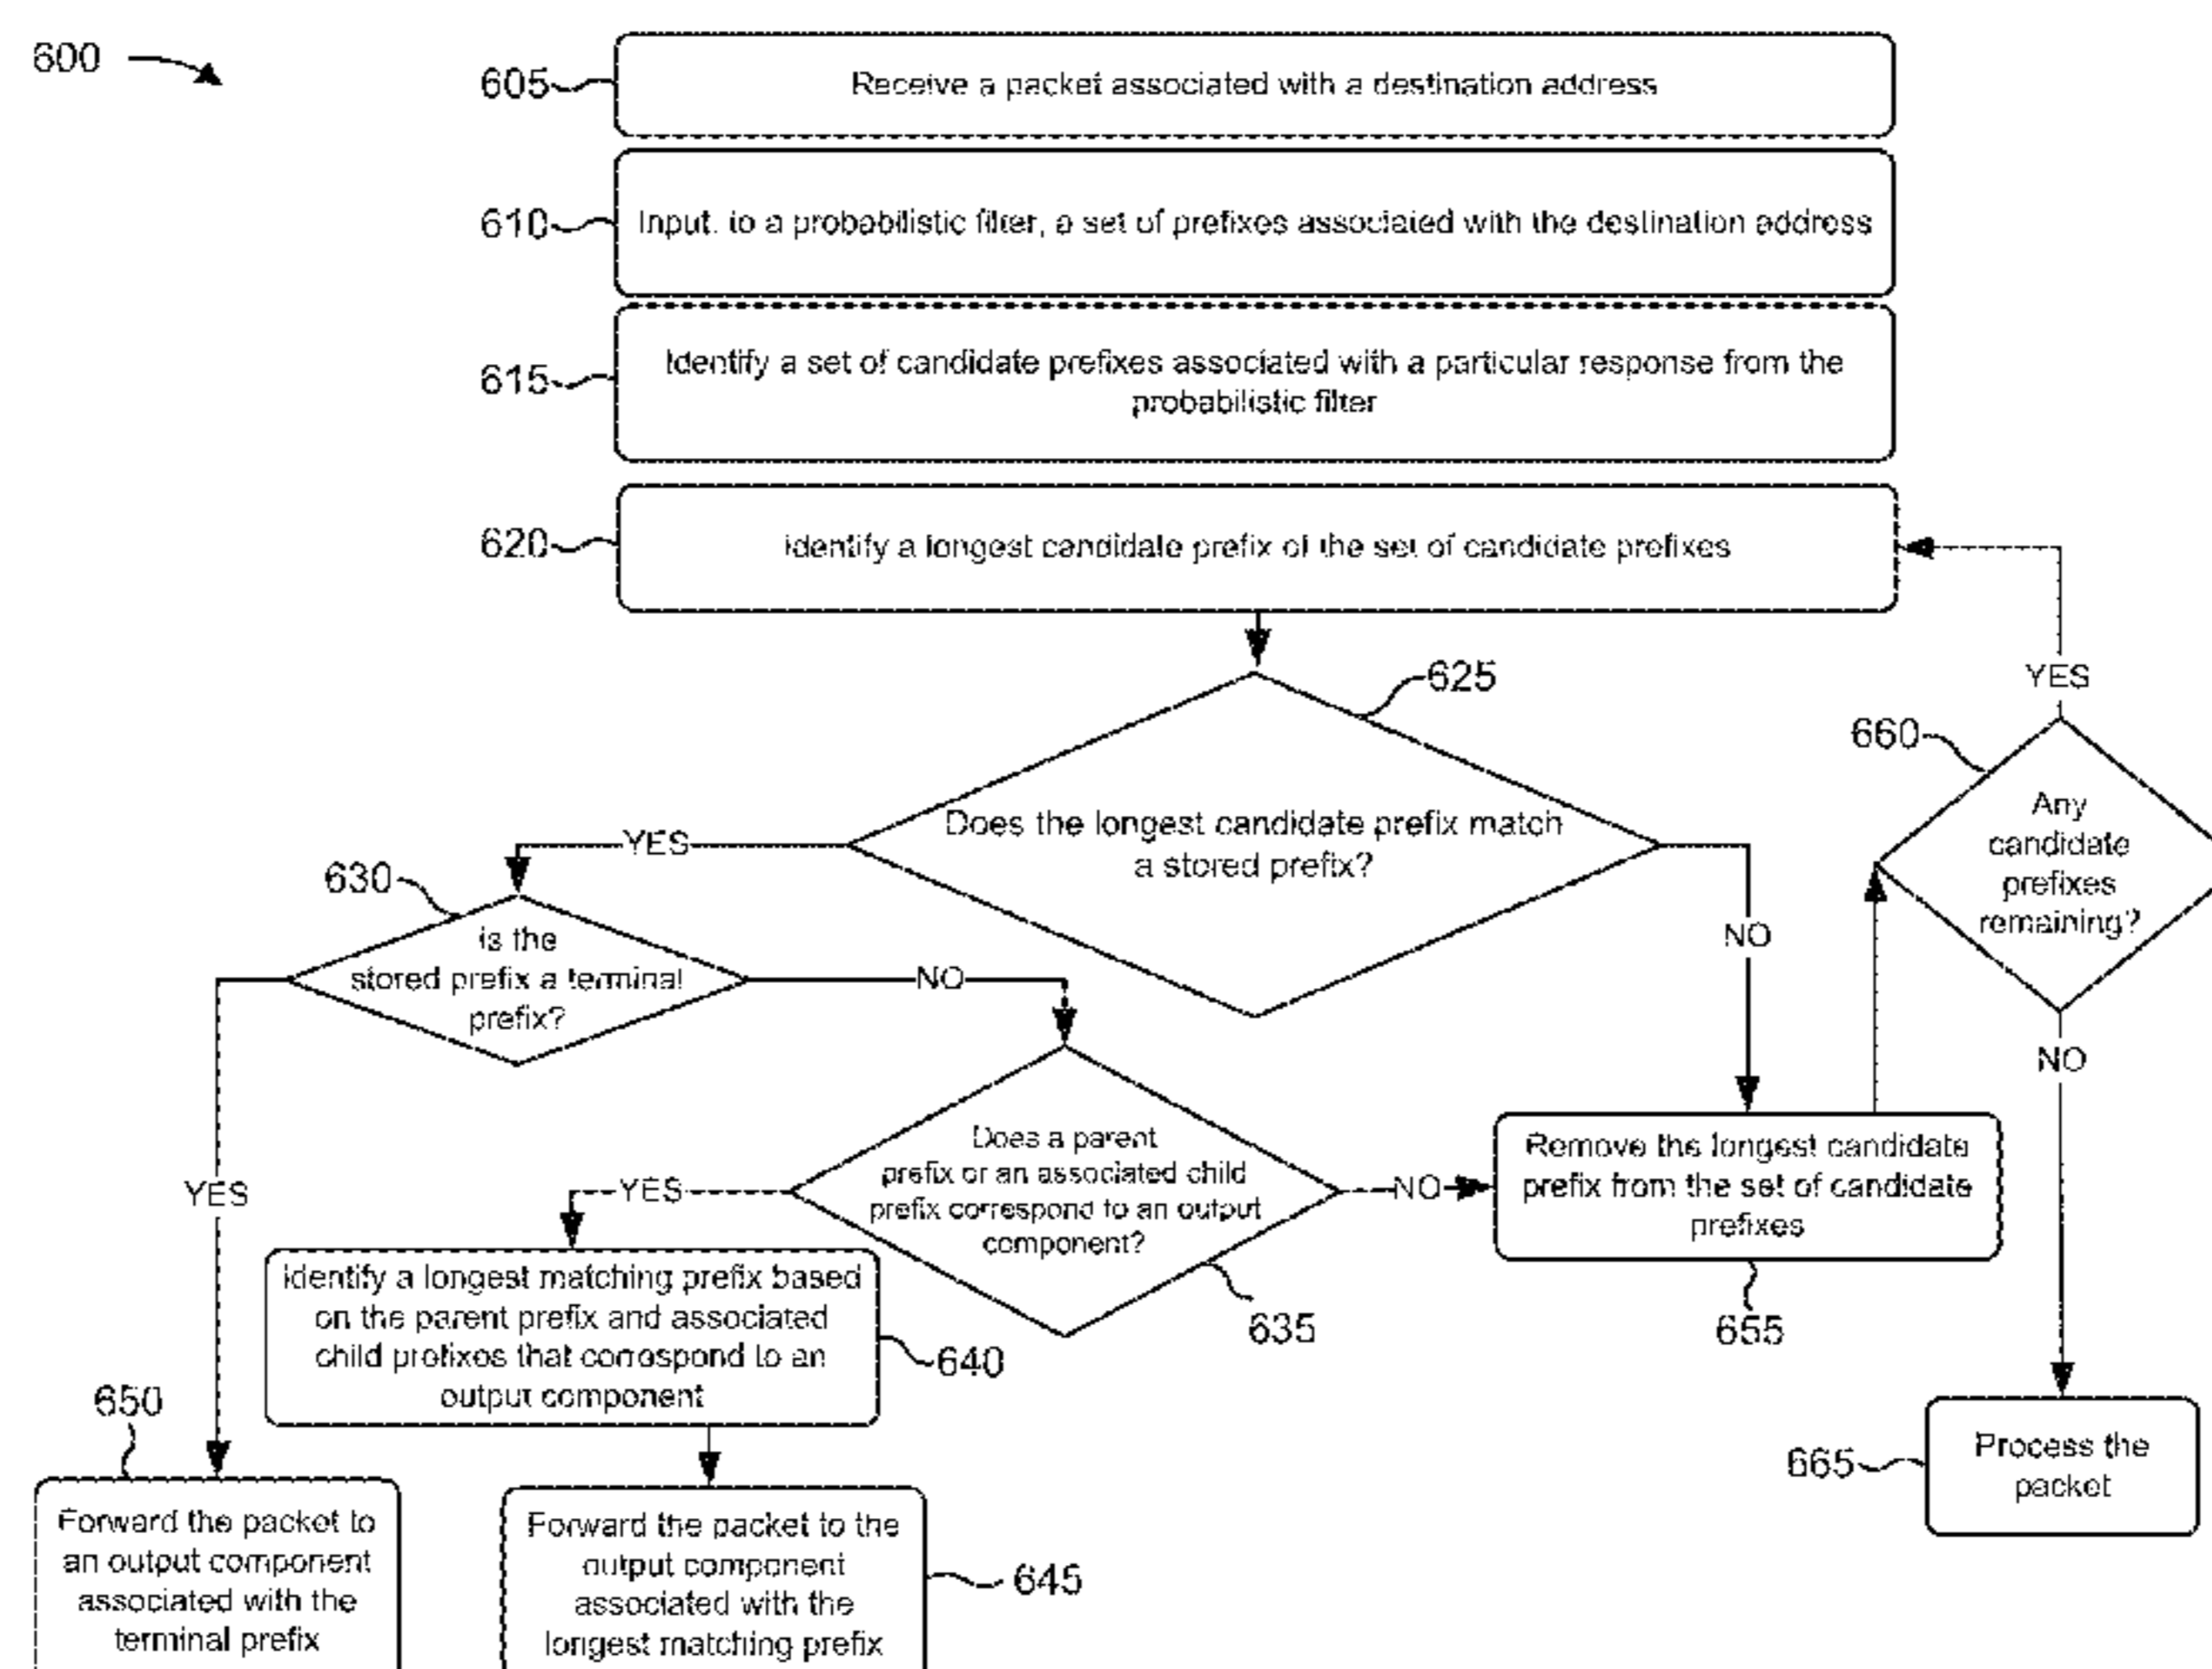 600
605
Receive a packet associated with a destination address
610
Input, to a probabilistic filter, a set of prefixes associated with the destination address
615
Identify a set of candidate prefixes associated with a particular response from the
probabilistic filter
620
Identify a longest candidate prefix of the set of candidate prefixes
625
YES
660
Does the longest candidate prefix match
a stored prefix?
YES
Any
candidate
prefixes
remaining?
630
NO
Is the
stored prefix a terminal
prefix?
NO
NO
Does a parent
prefix or an associated child
prefix correspond to an output
component?
YES
YES
NO
Remove the longest candidate
prefix from the set of candidate
prefixes
635
655
Identify a longest matching prefix based
on the parent prefix and associated
child prefixes that correspond to an
output component
640
650
Process the
packet
665
Forward the packet to
an output component
associated with the
terminal prefix
Forward the packet to the
output component
associated with the
longest matching prefix
645